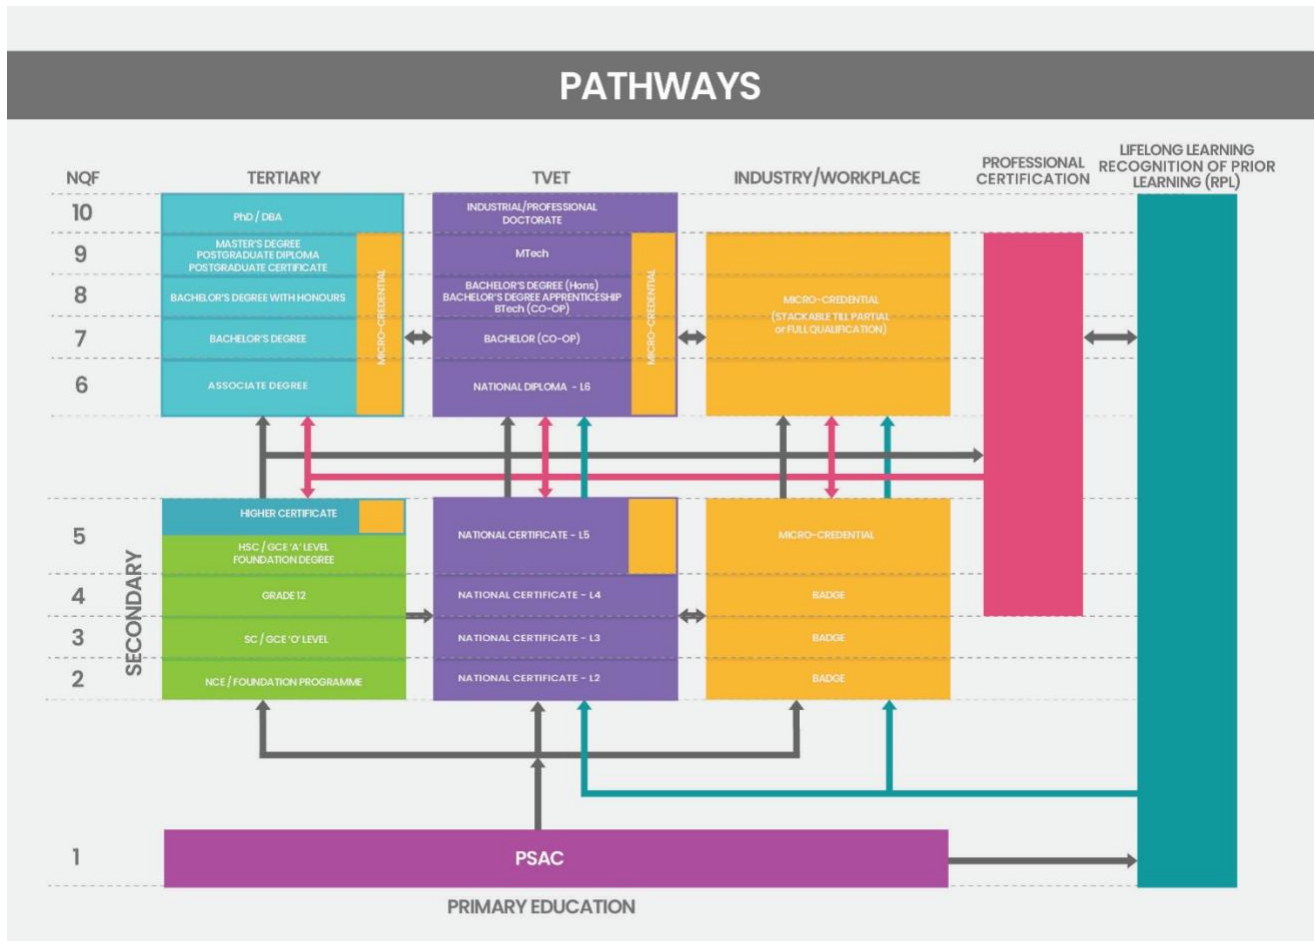 PATHWAYS
NQF
TERTIARY
TVET
INDUSTRY/WORKPLACE
PROFESSIONAL
CERTIFICATION
LIFELONG LEARNING
RECOGNITION OF PRIOR
LEARNING (RPL)
10
PhD / DBA
INDUSTRIAL/PROFESSIONAL
DOCTORATE
9
MASTER'S DEGREE
POSTGRADUATE DIPLOMA
POSTGRADUATE CERTIFICATE
MTech
8
BACHELOR'S DEGREE WITH HONOURS
BACHELOR'S DEGREE (Hons)
BACHELOR'S DEGREE APPRENTICESHIP
BTech (CO-OP)
MICRO-CREDENTIAL
(STACKABLE TILL PARTIAL
or FULL QUALIFICATION)
MICRO-CREDENTIAL
MICRO-CREDENTIAL
7
BACHELOR'S DEGREE
BACHELOR (CO-OP)
6
ASSOCIATE DEGREE
NATIONAL DIPLOMA - L6
SECONDARY
5
HIGHER CERTIFICATE
HSC / GCE 'A' LEVEL
FOUNDATION DEGREE
NATIONAL CERTIFICATE - L5
MICRO-CREDENTIAL
4
GRADE 12
NATIONAL CERTIFICATE - L4
BADGE
3
SC / GCE 'O' LEVEL
NATIONAL CERTIFICATE - L3
BADGE
2
NCE / FOUNDATION PROGRAMME
NATIONAL CERTIFICATE - L2
BADGE
1
PSAC
PRIMARY EDUCATION